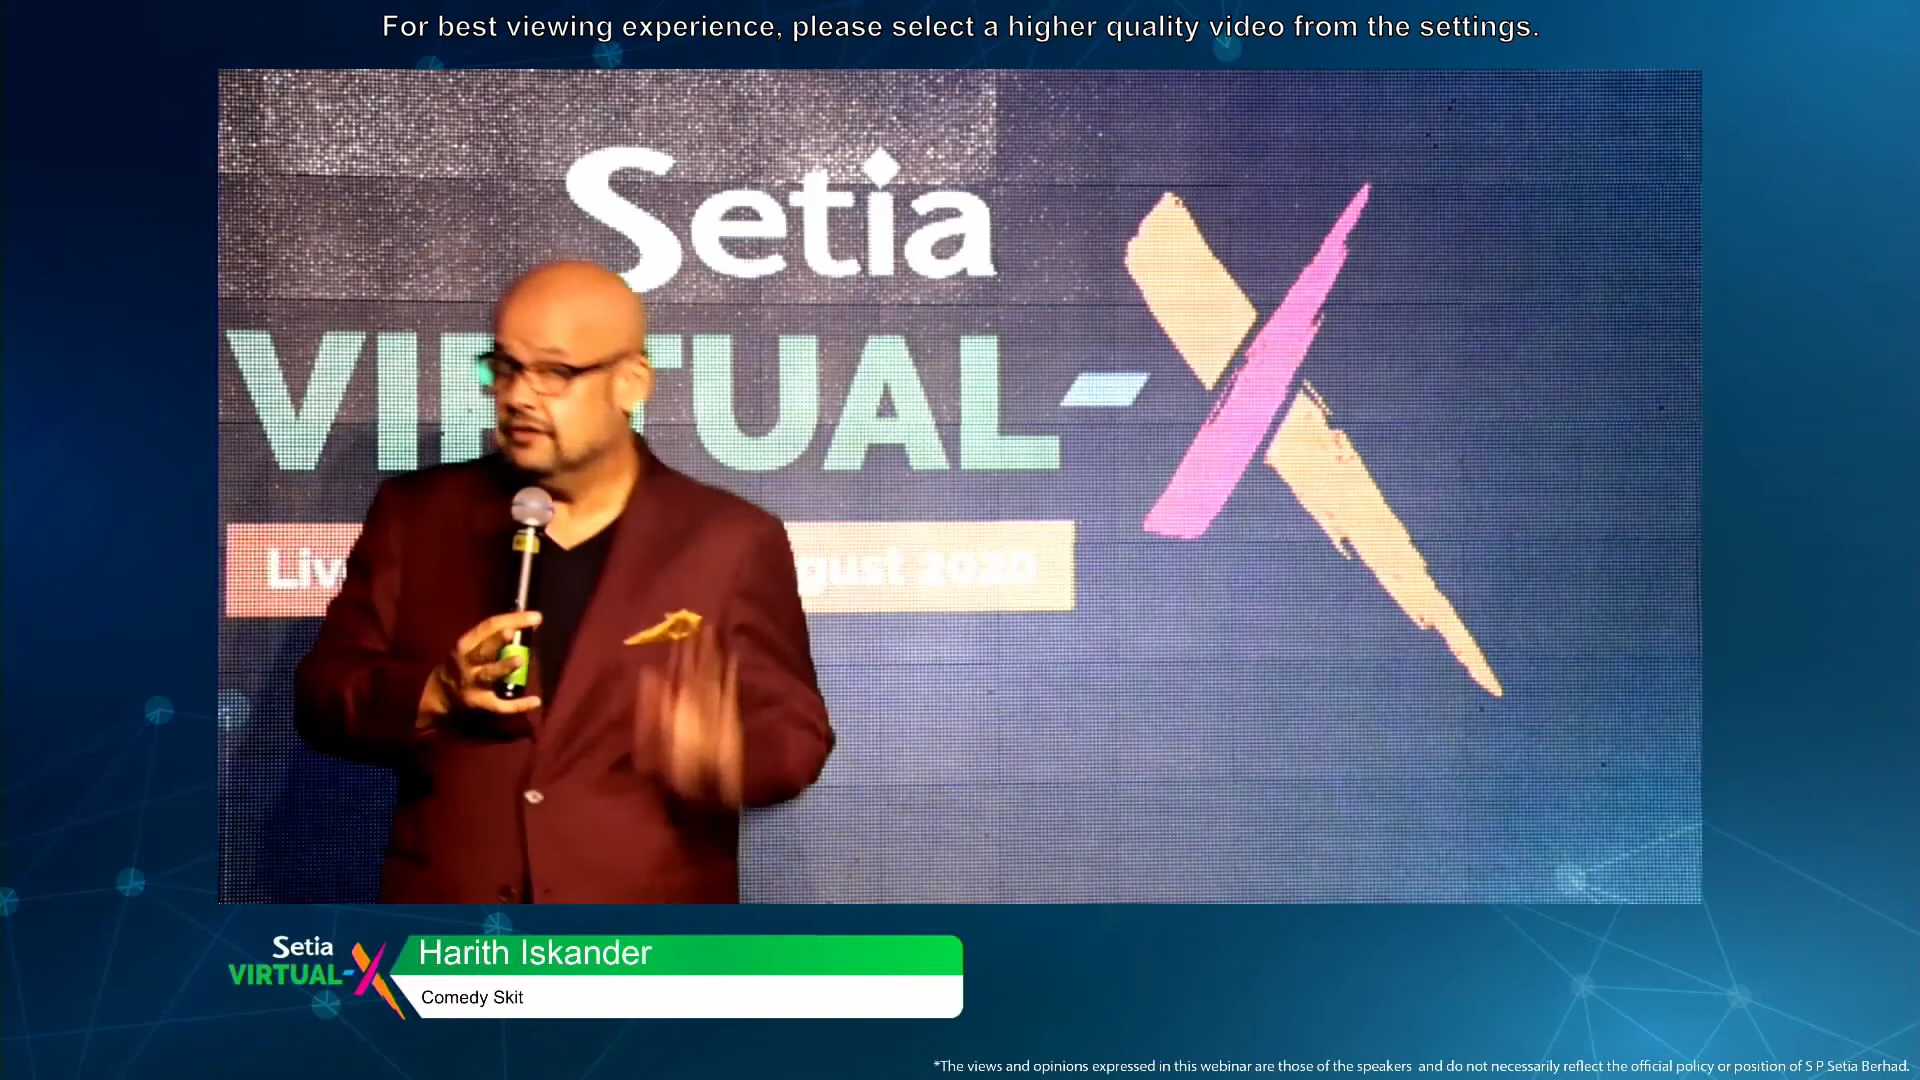 For best viewing experience, please select a higher quality video from the settings.
Setia
VIRTUAL-X
Liv gust 2020
Setia
VIRTUAL-X
Harith Iskander
Comedy Skit
*The views and opinions expressed in this webinar are those of the speakers and do not necessarily reflect the official policy or position of S P Setia Berhad.